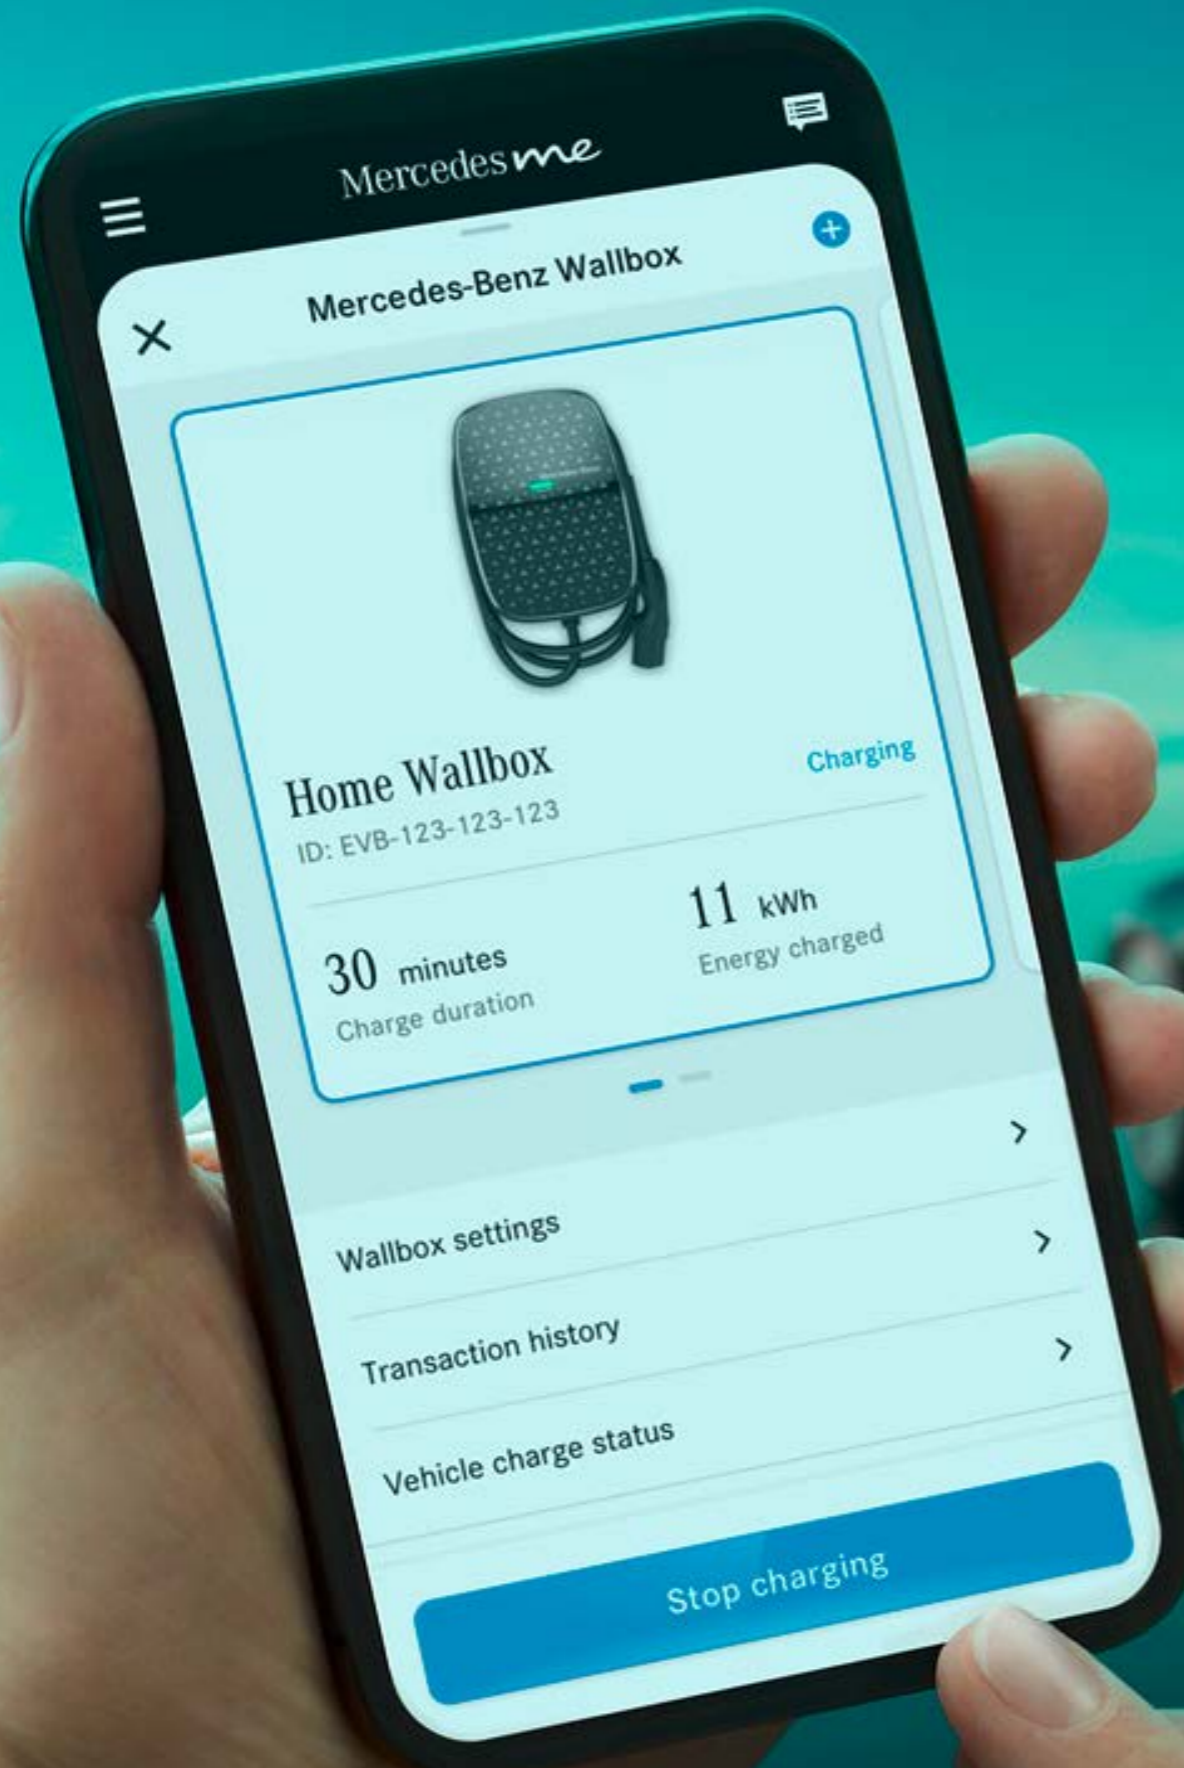 Mercedes me
Mercedes-Benz Wallbox
Home Wallbox
Charging
ID: EVB-123-123-123
30 minutes
11 kWh
Charge duration
Energy charged
Wallbox settings
Transaction history
Vehicle charge status
Stop charging